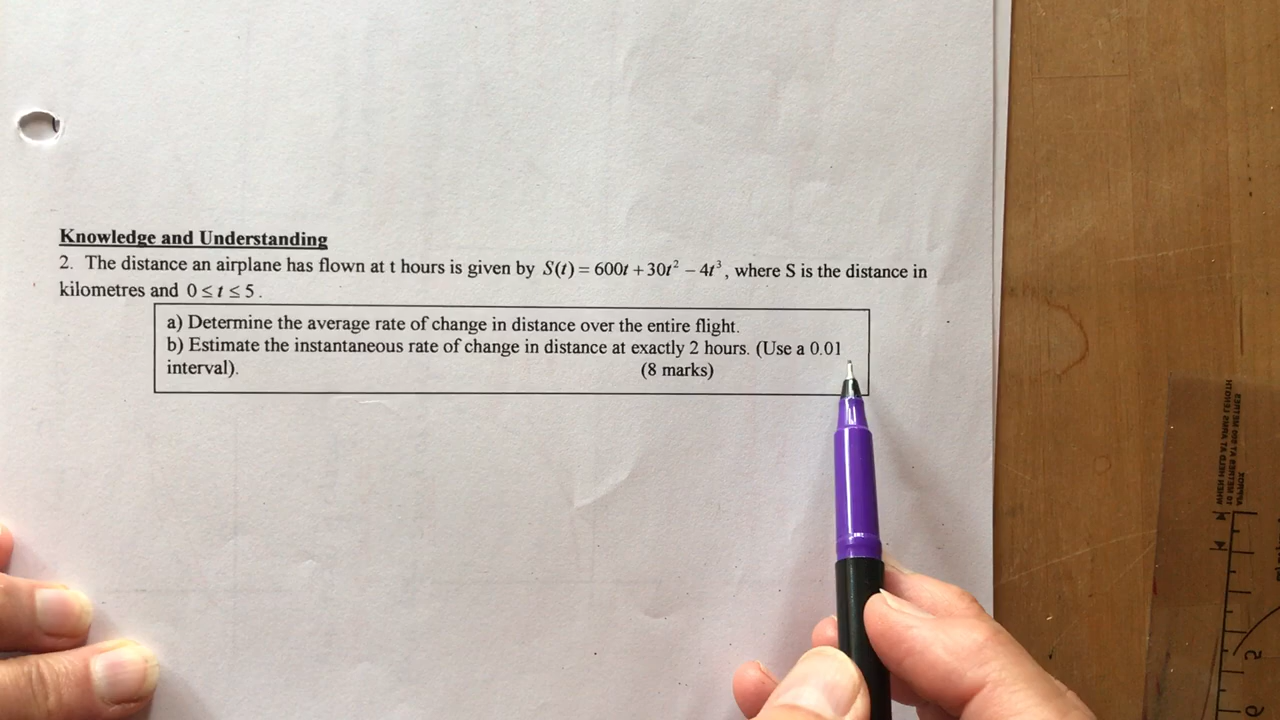 Knowledge and Understanding
2. The distance an airplane has flown at t hours is given by S(t) = 600t + 30t² − 4t³, where S is the distance in
kilometres and 0 ≤ t ≤ 5.
a) Determine the average rate of change in distance over the entire flight.
b) Estimate the instantaneous rate of change in distance at exactly 2 hours. (Use a 0.01
interval). (8 marks)